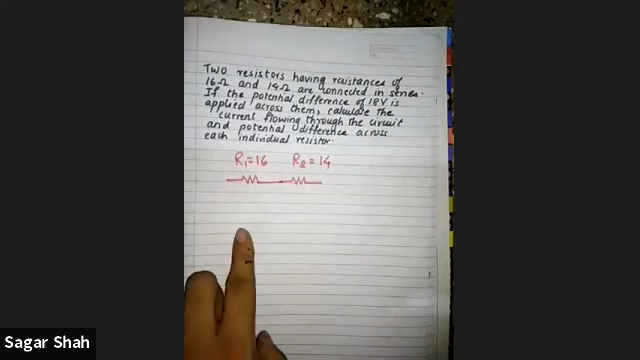 Two resistors having resistances of
16Ω and 14Ω are connected in series.
If the potential difference of 18V is
applied across them, calculate the
current flowing through the circuit
and potential difference across
each individual resistor.
R₁=16 R₂=14
Sagar Shah